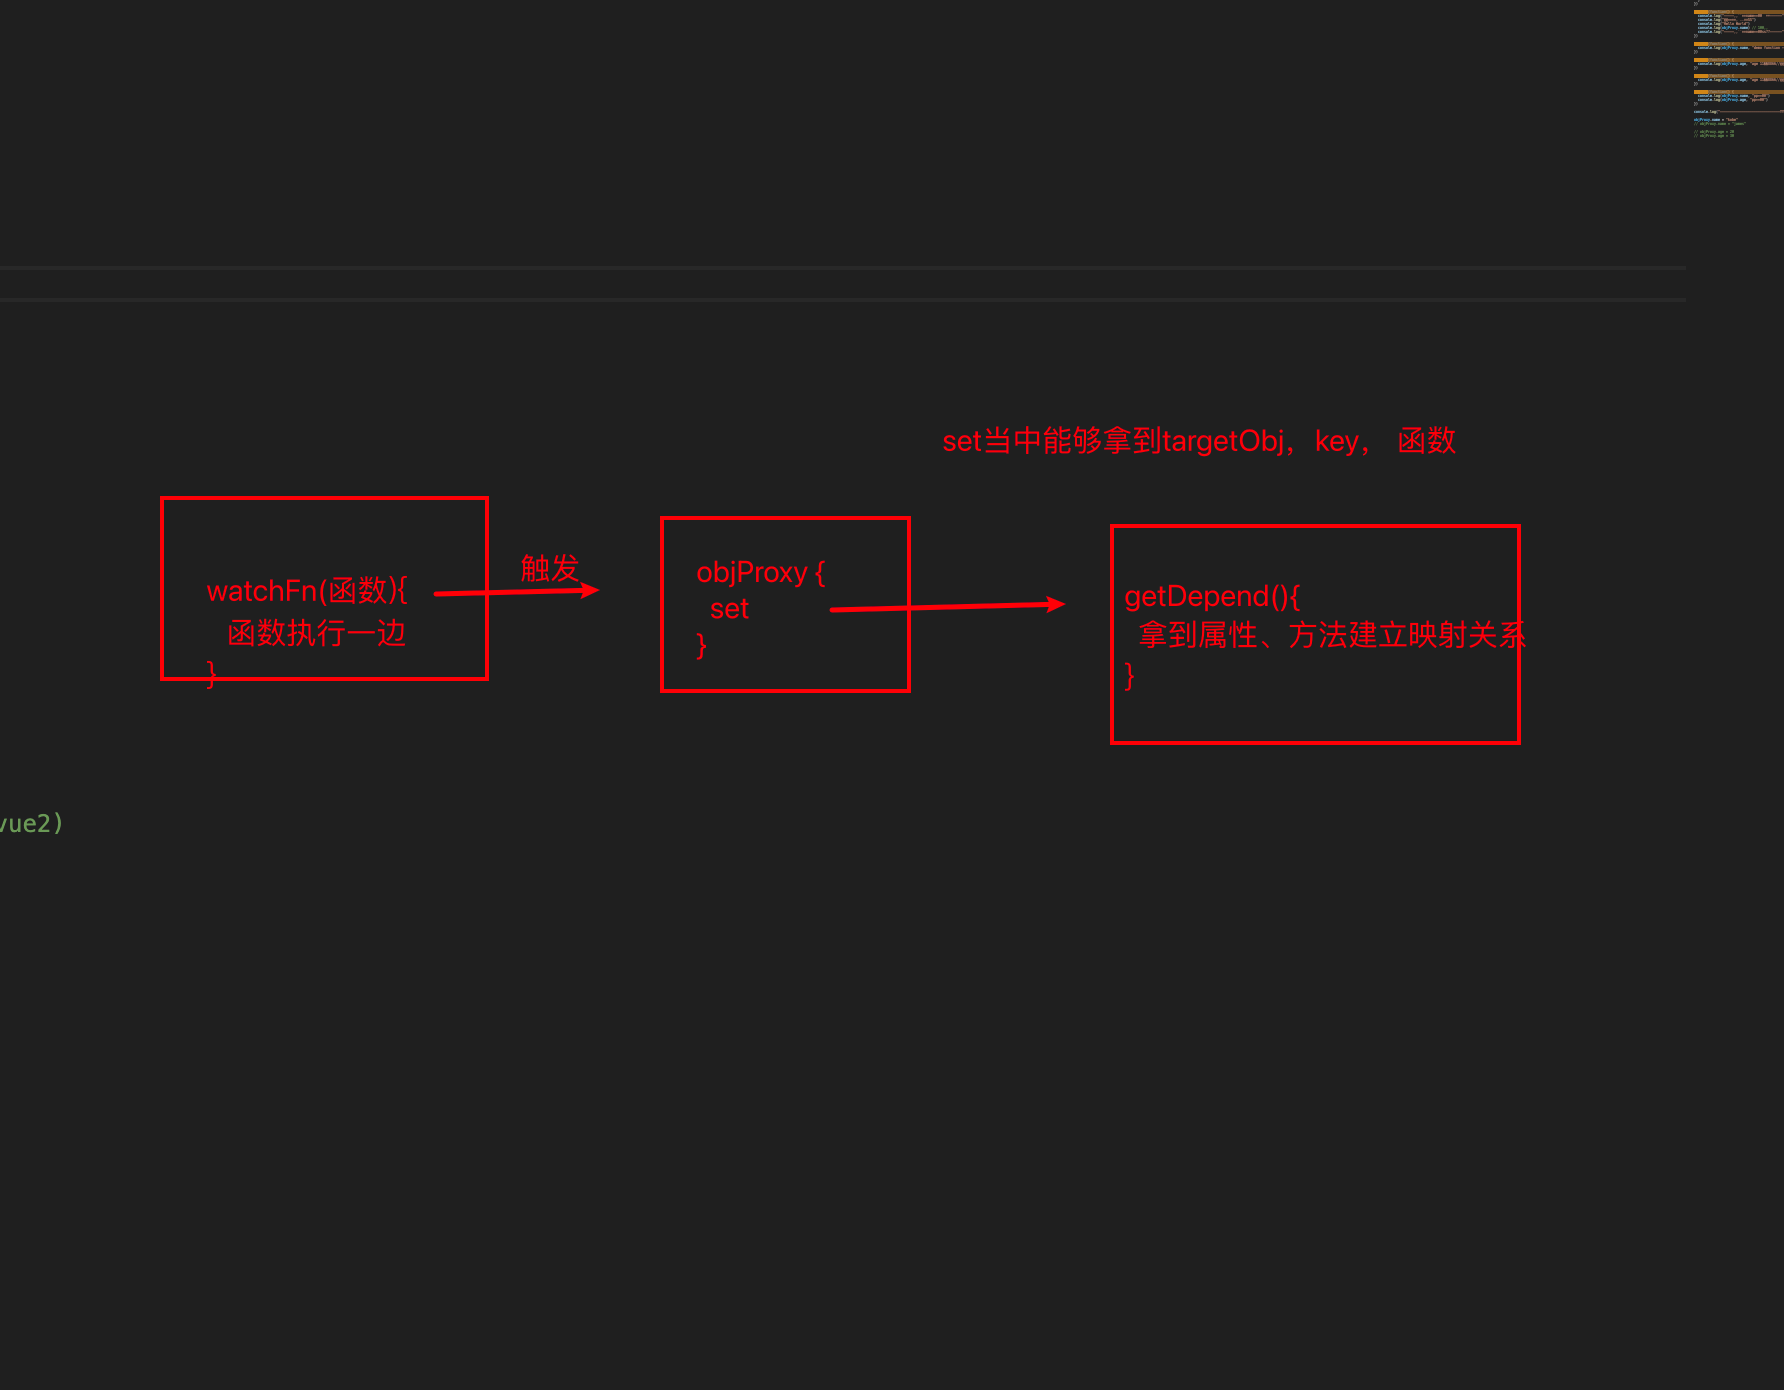 set当中能够拿到targetObj，key， 函数
触发
watchFn(函数){
函数执行一边
}
objProxy {
set
}
getDepend(){
拿到属性、方法建立映射关系
}
vue2)